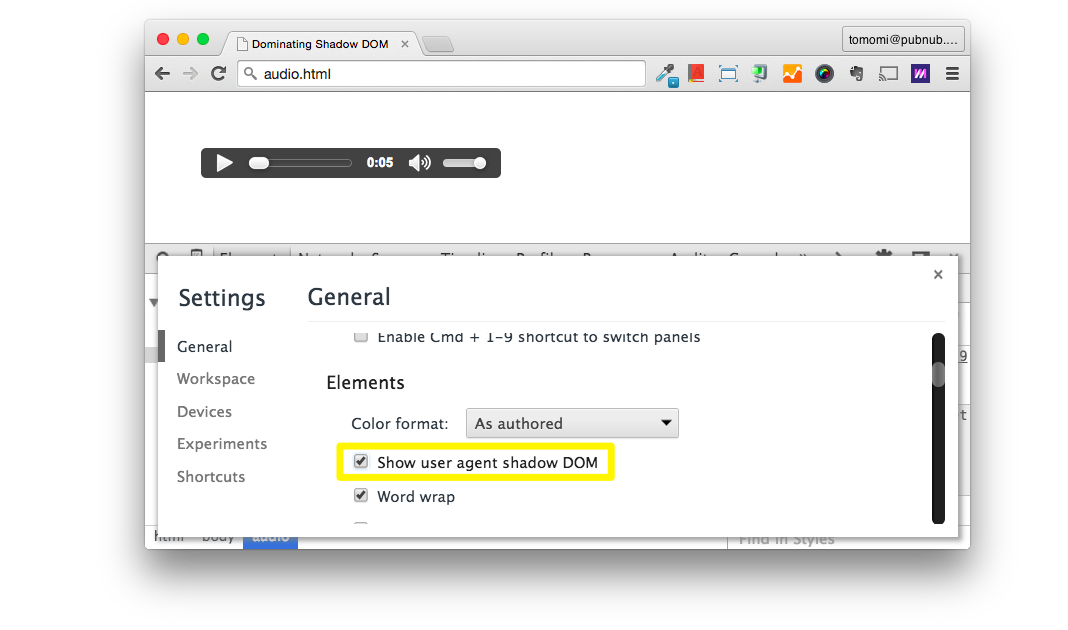 Dominating Shadow DOM ×
tomomi@pubnub....
audio.html
0:05
Settings
General
Enable Cmd + 1-9 shortcut to switch panels
General
Workspace
Devices
Experiments
Shortcuts
Elements
Color format: As authored
Show user agent shadow DOM
Word wrap
9
html body audio
Find in Styles